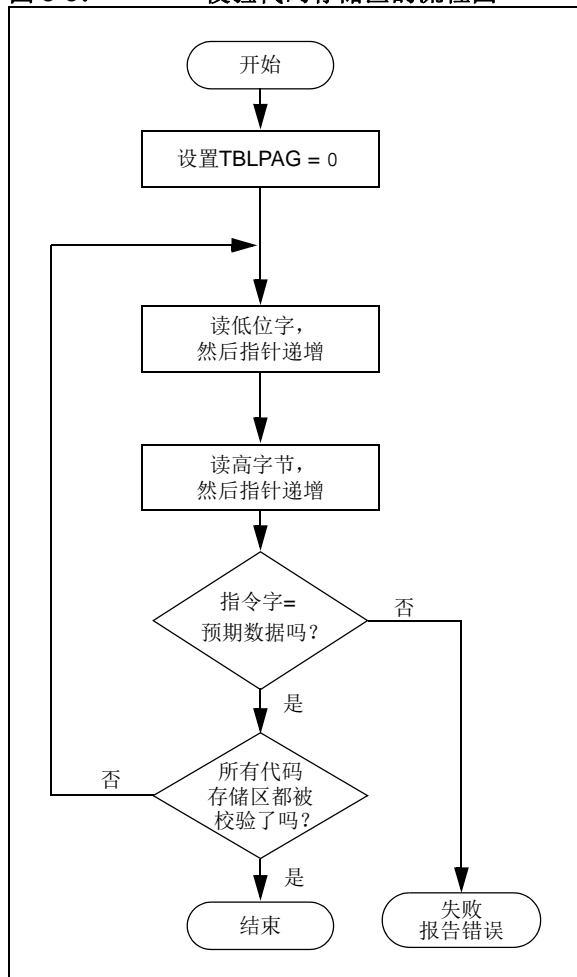 开始
设置TBLPAG = 0
读低位字，
然后指针递增
读高字节，
然后指针递增
指令字=
预期数据吗？
否
是
所有代码
存储区都被
校验了吗？
否
是
结束
失败
报告错误